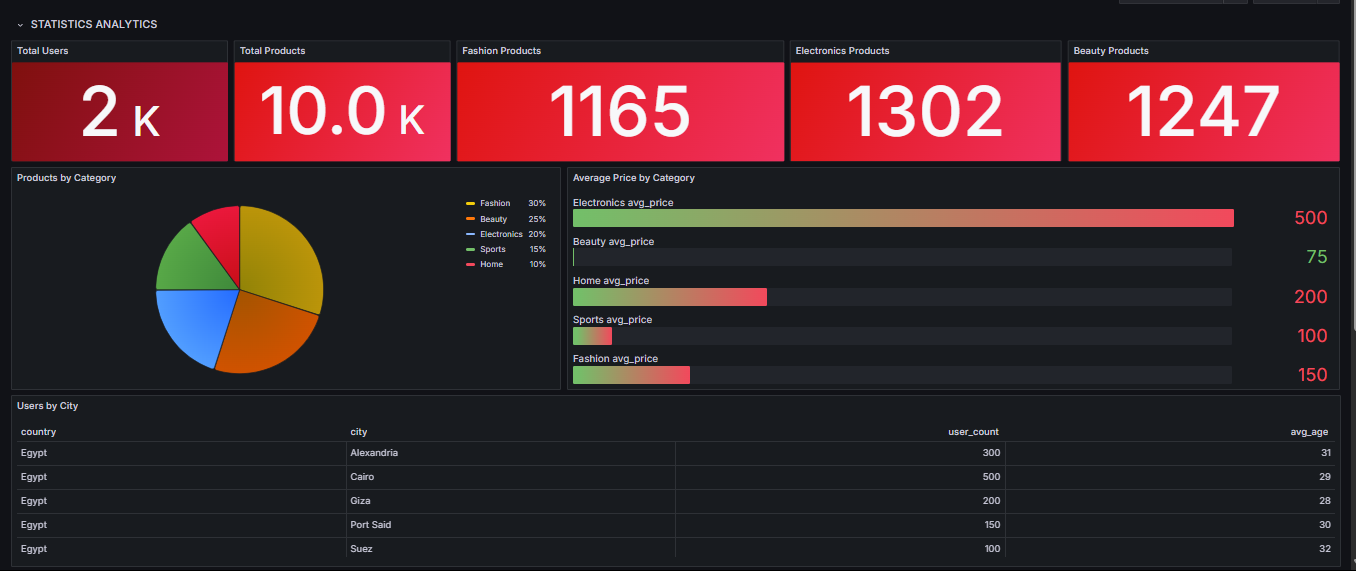 STATISTICS ANALYTICS
Total Users
2 K
Total Products
10.0 K
Fashion Products
1165
Electronics Products
1302
Beauty Products
1247
Products by Category
Fashion 30%
Beauty 25%
Electronics 20%
Sports 15%
Home 10%
Average Price by Category
Electronics avg_price
500
Beauty avg_price
75
Home avg_price
200
Sports avg_price
100
Fashion avg_price
150
Users by City
country city user_count avg_age
Egypt Alexandria 300 31
Egypt Cairo 500 29
Egypt Giza 200 28
Egypt Port Said 150 30
Egypt Suez 100 32